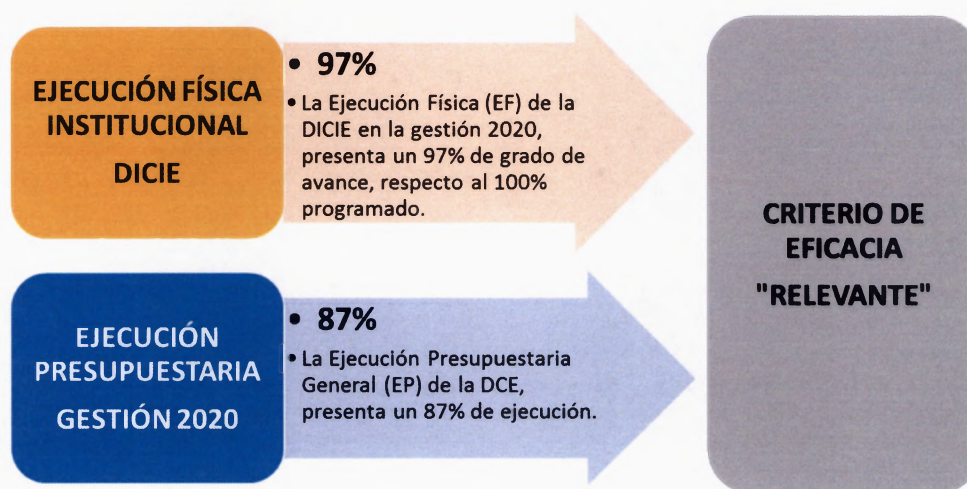 EJECUCIÓN FÍSICA
INSTITUCIONAL
DICIE
• 97%
• La Ejecución Física (EF) de la
DICIE en la gestión 2020,
presenta un 97% de grado de
avance, respecto al 100%
programado.
EJECUCIÓN
PRESUPUESTARIA
GESTIÓN 2020
• 87%
• La Ejecución Presupuestaria
General (EP) de la DCE,
presenta un 87% de ejecución.
CRITERIO DE
EFICACIA
"RELEVANTE"